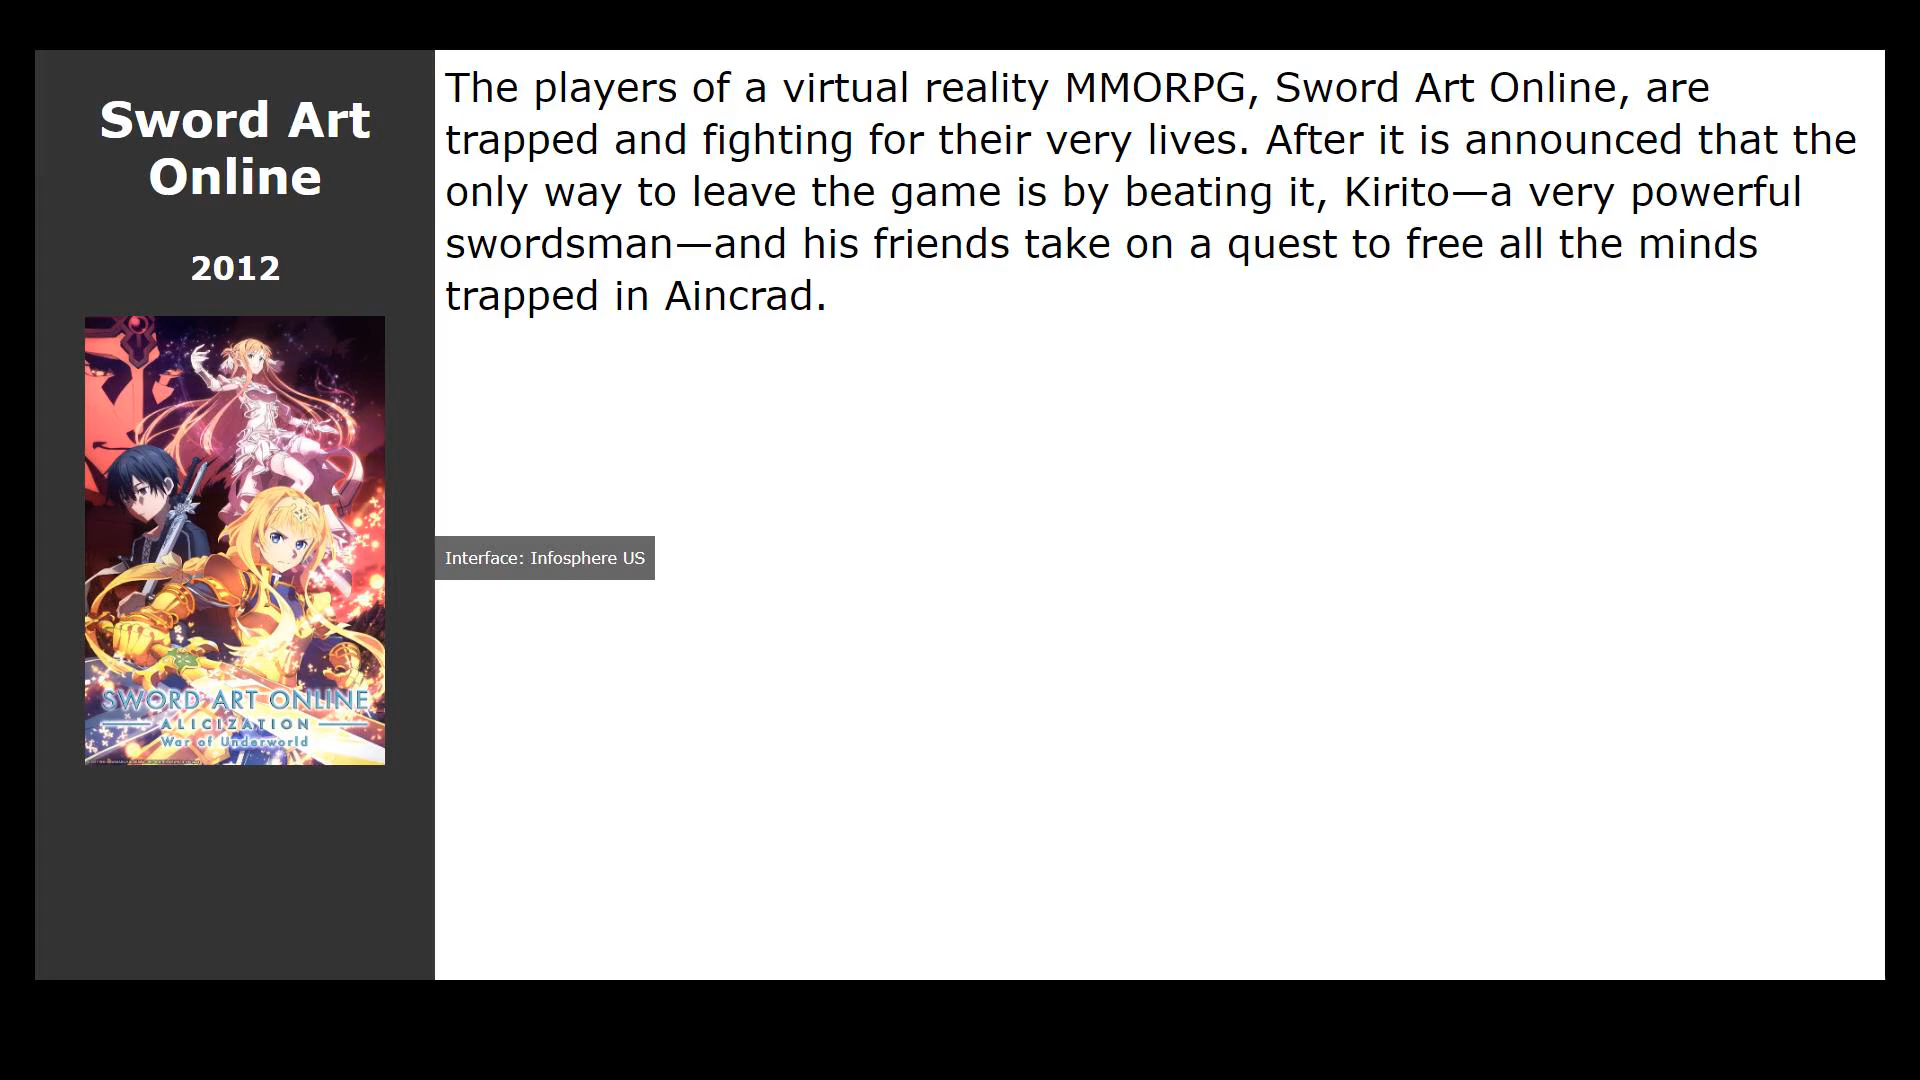 Sword Art
Online
2012
SWORD ART ONLINE
ALICIZATION
War of Underworld
The players of a virtual reality MMORPG, Sword Art Online, are
trapped and fighting for their very lives. After it is announced that the
only way to leave the game is by beating it, Kirito—a very powerful
swordsman—and his friends take on a quest to free all the minds
trapped in Aincrad.
Interface: Infosphere US